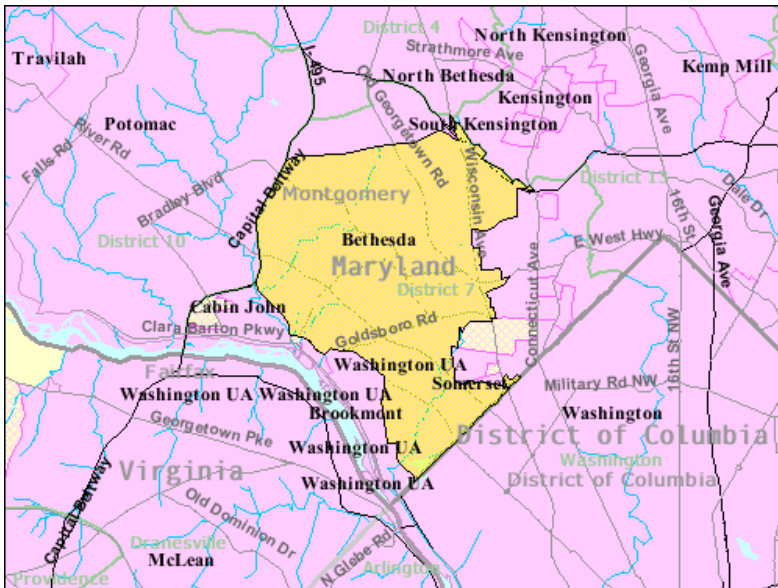 District 4
North Kensington
Strathmore Ave
Travilah
I-495
Old Georgetown Rd
North Bethesda
Georgia Ave
Kemp Mill
Kensington
Potomac
River Rd
South Kensington
Falls Rd
Wisconsin Ave
District 13
Bradley Blvd
Capital Beltway
Montgomery
16th St.
Dale Dr
Georgia Ave
District 10
Bethesda
E West Hwy
Maryland
District 7
Connecticut Ave
Cabin John
Clara Barton Pkwy
Goldsboro Rd
16th St NW
Fairfax
Washington UA
Somerset
Military Rd NW
Washington UA
Washington UA
Brookmont
Washington
Georgetown Pke
District of Columbia
Washington UA
Washington
Virginia
District of Columbia
Washington UA
Capital Beltway
Old Dominion Dr
Dranesville
McLean
N Glebe Rd
Arlington
Providence